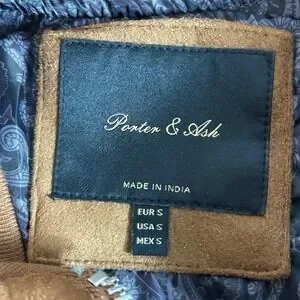 Porter & Ash
MADE IN INDIA
EUR S
USA S
MEX S